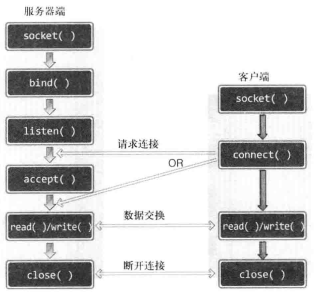 服务器端
socket( )
bind( )
listen( )
accept( )
read( )/write( )
close( )
客户端
socket( )
connect( )
read( )/write( )
close( )
请求连接
OR
数据交换
断开连接